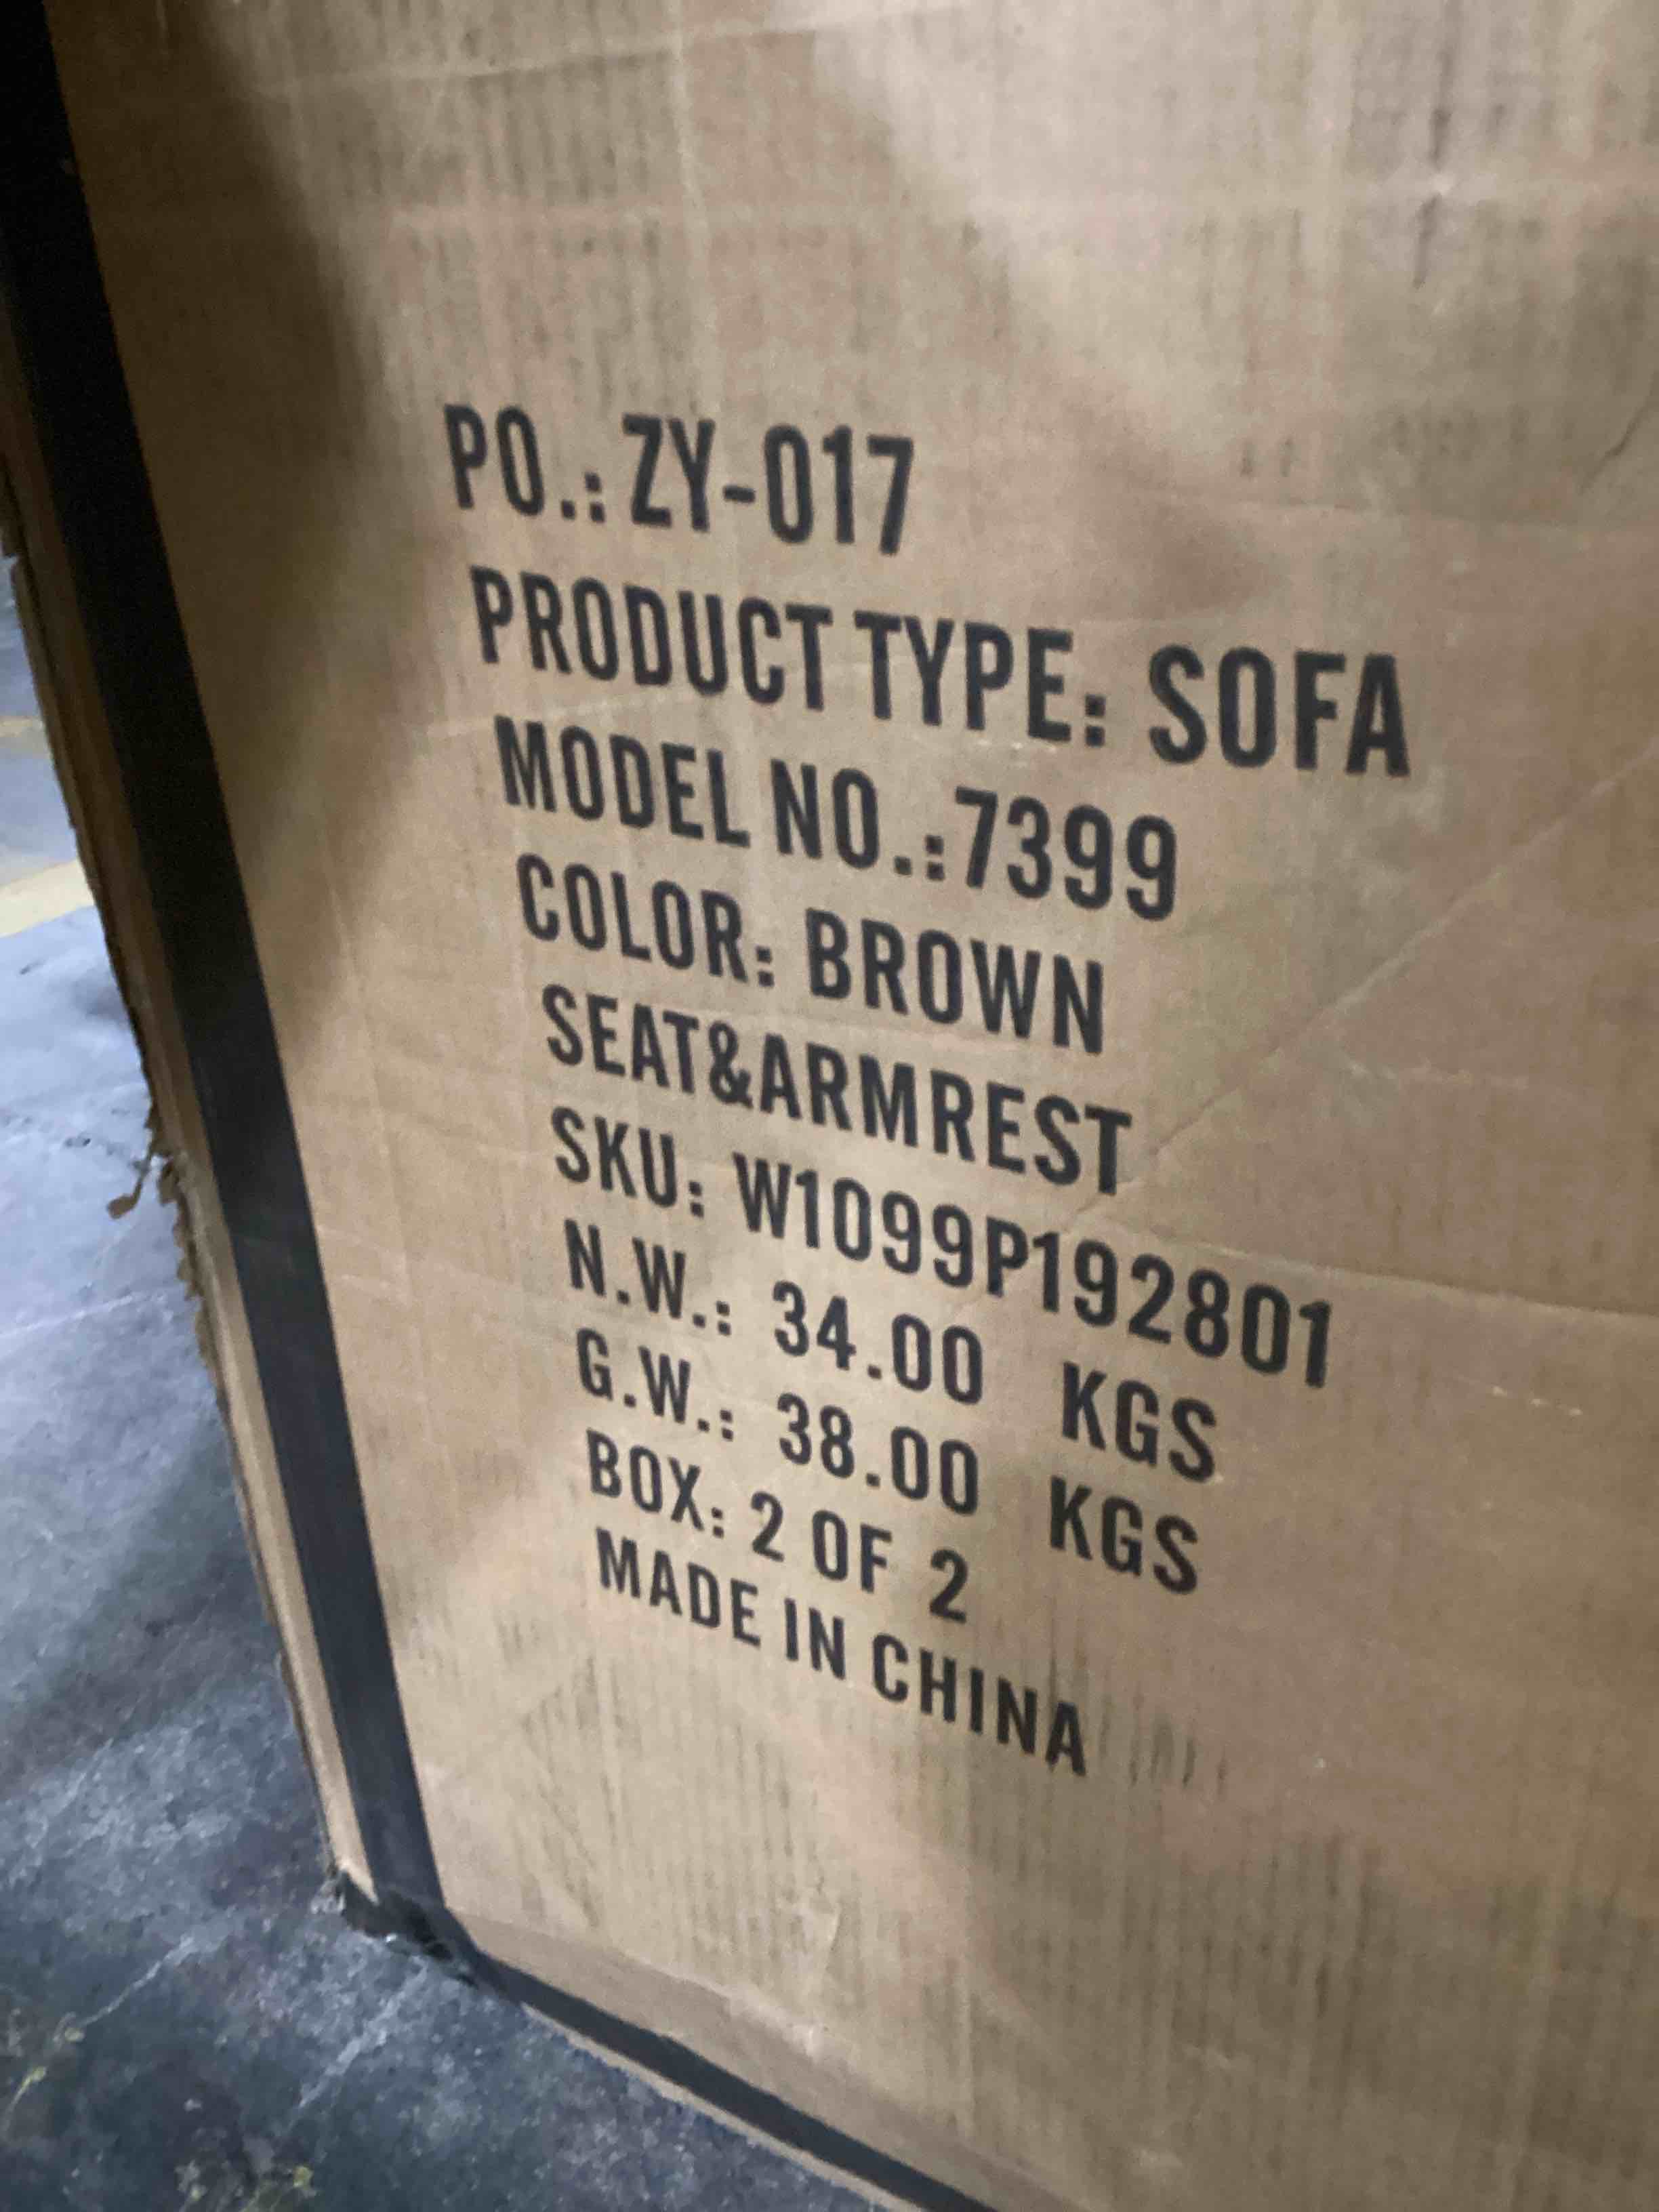 PO.: ZY-017
PRODUCT TYPE: SOFA
MODEL NO.:7399
COLOR: BROWN
SEAT&ARMREST
SKU: W1099P192801
N.W.: 34.00 KGS
G.W.: 38.00 KGS
BOX: 2 OF 2
MADE IN CHINA